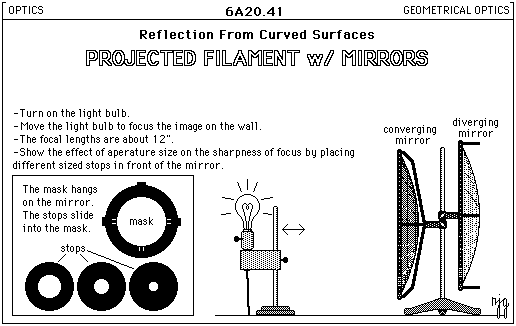 OPTICS
6A20.41
GEOMETRICAL OPTICS
Reflection From Curved Surfaces
PROJECTED FILAMENT w/ MIRRORS
-Turn on the light bulb.
-Move the light bulb to focus the image on the wall.
-The focal lengths are about 12".
-Show the effect of aperature size on the sharpness of focus by placing
different sized stops in front of the mirror.
converging
mirror
diverging
mirror
The mask hangs
on the mirror.
The stops slide
into the mask.
mask
stops